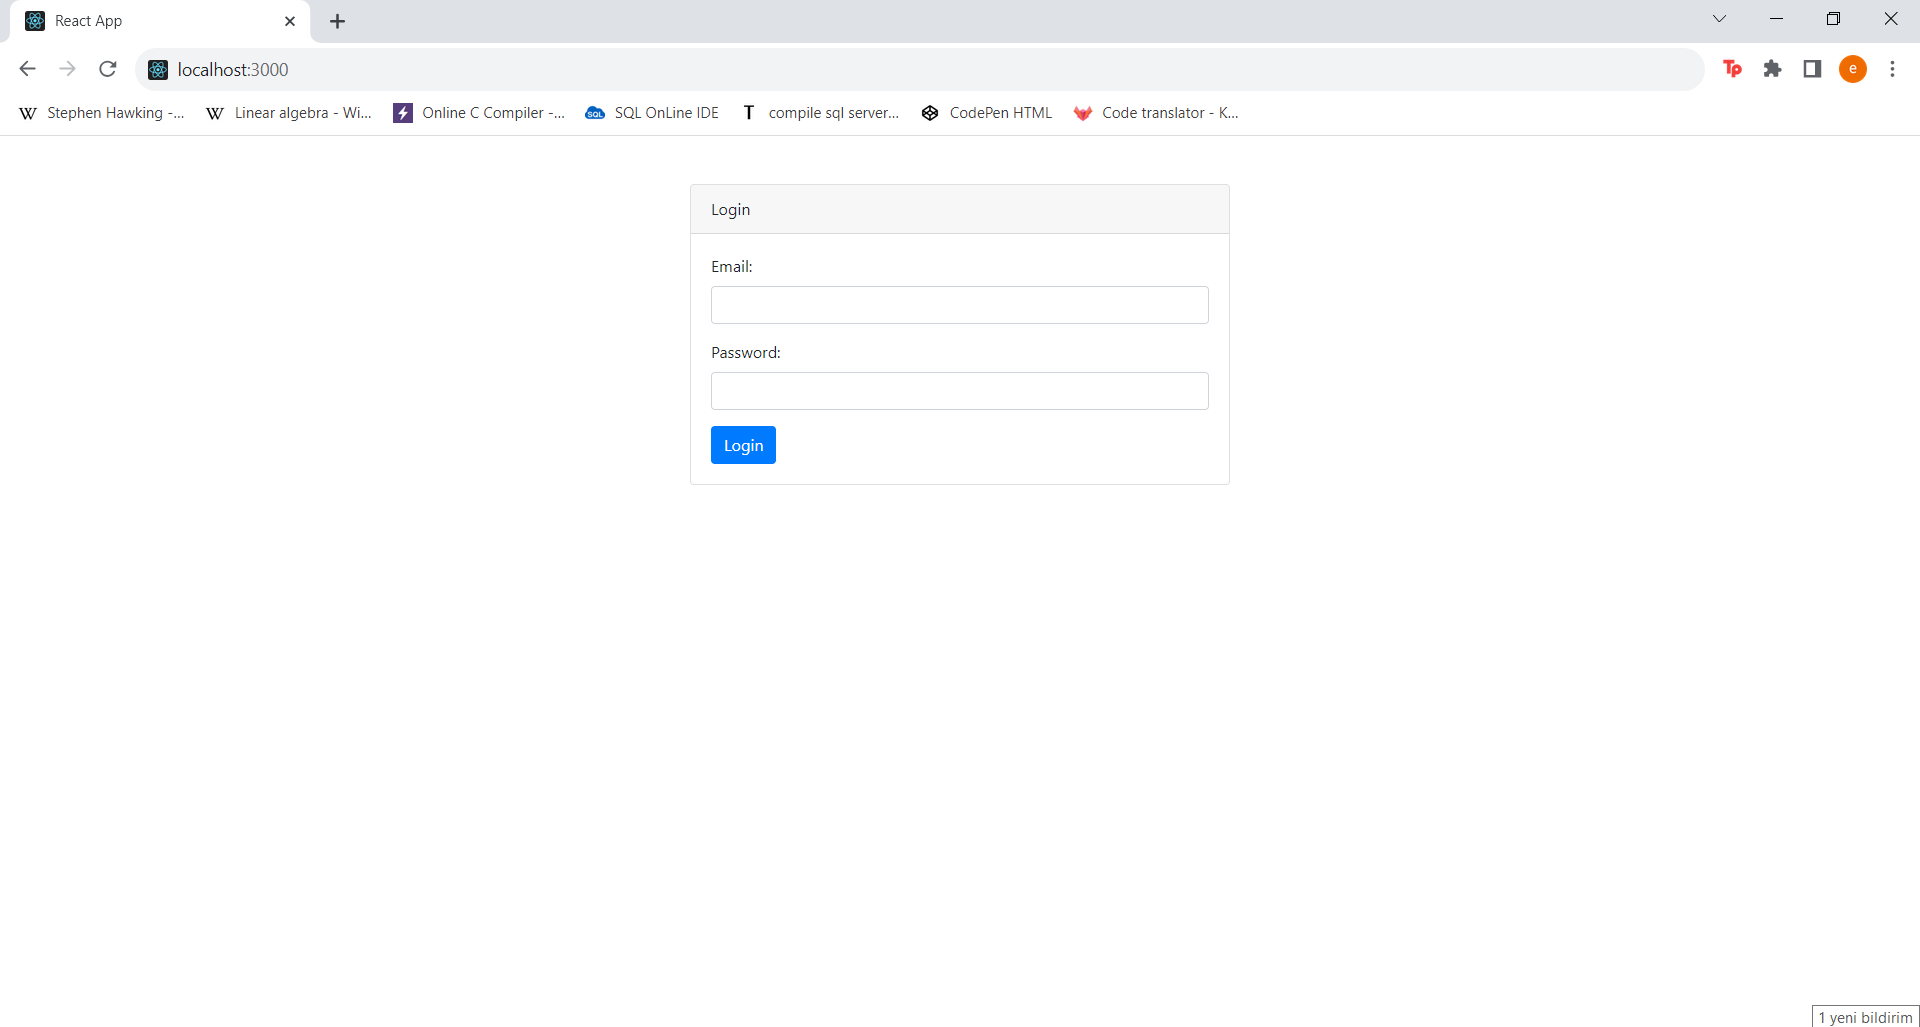 React App
localhost:3000
Tp
e
Stephen Hawking -...
Linear algebra - Wi...
Online C Compiler -...
SQL OnLine IDE
compile sql server...
CodePen HTML
Code translator - K...
Login
Email:
Password:
Login
1 yeni bildirim